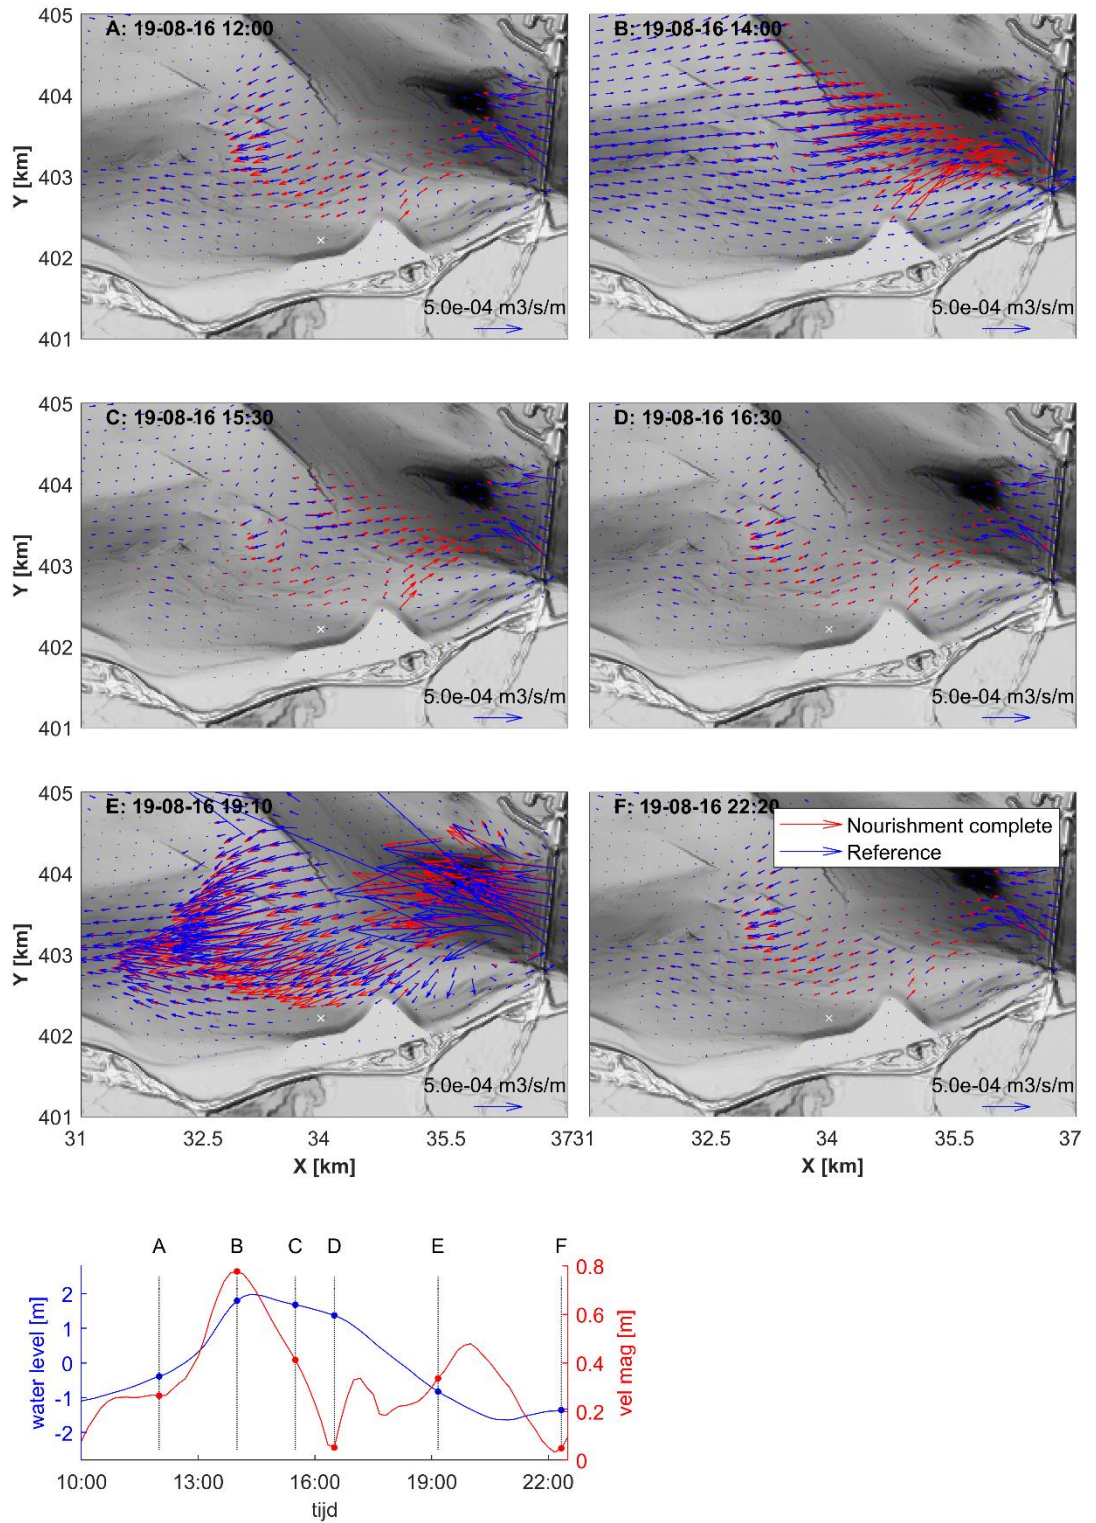 405
A: 19-08-16 12:00
B: 19-08-16 14:00
404
Y [km]
403
402
5.0e-04 m3/s/m
5.0e-04 m3/s/m
401
405
C: 19-08-16 15:30
D: 19-08-16 16:30
404
Y [km]
403
402
5.0e-04 m3/s/m
5.0e-04 m3/s/m
401
405
E: 19-08-16 19:10
F: 19-08-16 22:20
Nourishment complete
Reference
404
Y [km]
403
402
5.0e-04 m3/s/m
5.0e-04 m3/s/m
401
31 32.5 34 35.5 37
31 32.5 34 35.5 37
X [km]
X [km]
A B C D E F
water level [m]
2
1
0
-1
-2
0.8
0.6
0.4
0.2
0
vel mag [m]
10:00 13:00 16:00 19:00 22:00
tijd